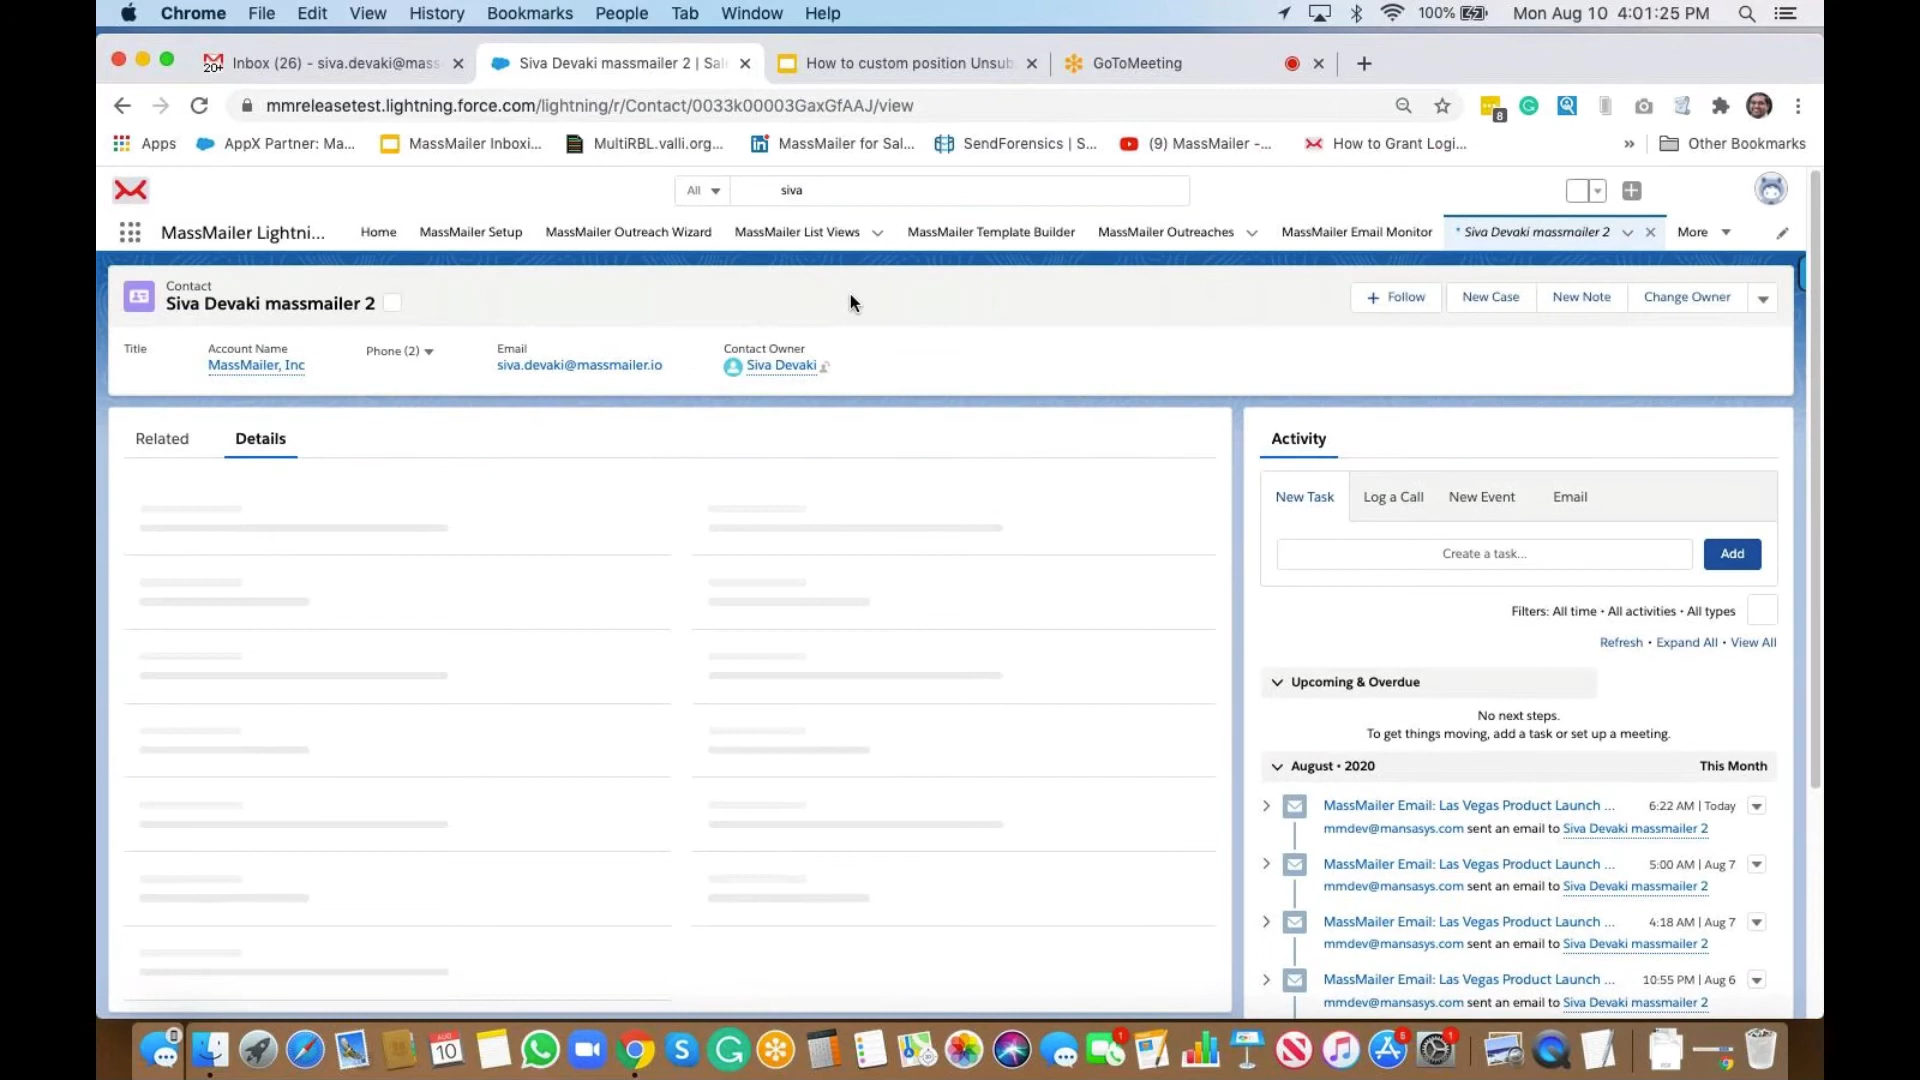 Chrome File Edit View History Bookmarks People Tab Window Help 100% Mon Aug 10 4:01:25 PM
20+ Inbox (26) - siva.devaki@mass Siva Devaki massmailer 2 | Sale How to custom position Unsub GoToMeeting
mmreleasetest.lightning.force.com/lightning/r/Contact/0033k00003GaxGfAAJ/view 8
Apps AppX Partner: Ma... MassMailer Inboxi... MultiRBL.valli.org... MassMailer for Sal... SendForensics | S... (9) MassMailer -... How to Grant Logi... » Other Bookmarks
All siva
MassMailer Lightni... Home MassMailer Setup MassMailer Outreach Wizard MassMailer List Views MassMailer Template Builder MassMailer Outreaches MassMailer Email Monitor * Siva Devaki massmailer 2 More
Contact
Siva Devaki massmailer 2
+ Follow New Case New Note Change Owner
Title Account Name Phone (2) Email Contact Owner
MassMailer, Inc siva.devaki@massmailer.io Siva Devaki
Related Details Activity
New Task Log a Call New Event Email
Create a task... Add
Filters: All time • All activities • All types
Refresh • Expand All • View All
Upcoming & Overdue
No next steps.
To get things moving, add a task or set up a meeting.
August • 2020 This Month
MassMailer Email: Las Vegas Product Launch ... 6:22 AM | Today
mmdev@mansasys.com sent an email to Siva Devaki massmailer 2
MassMailer Email: Las Vegas Product Launch ... 5:00 AM | Aug 7
mmdev@mansasys.com sent an email to Siva Devaki massmailer 2
MassMailer Email: Las Vegas Product Launch ... 4:18 AM | Aug 7
mmdev@mansasys.com sent an email to Siva Devaki massmailer 2
MassMailer Email: Las Vegas Product Launch ... 10:55 PM | Aug 6
mmdev@mansasys.com sent an email to Siva Devaki massmailer 2
AUG
10
1
6
1